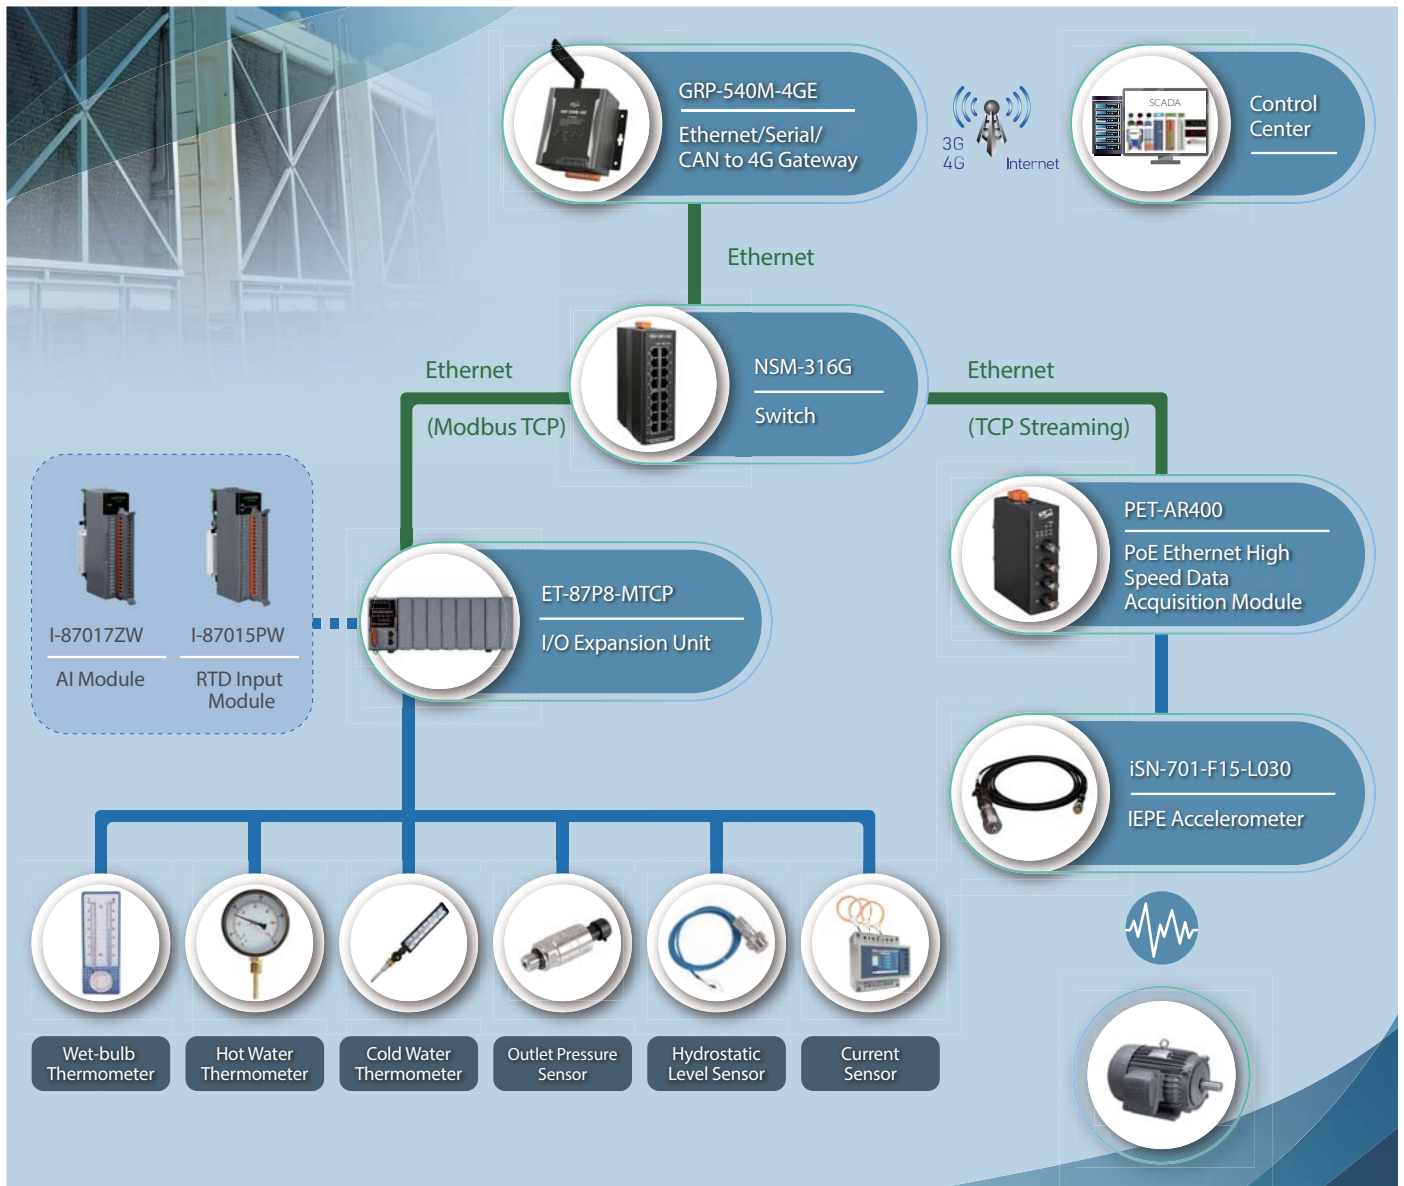 GRP-540M-4GE
Ethernet/Serial/
CAN to 4G Gateway
3G
4G
Internet
SCADA
Control
Center
Ethernet
NSM-316G
Switch
Ethernet
(Modbus TCP)
Ethernet
(TCP Streaming)
I-87017ZW
AI Module
I-87015PW
RTD Input
Module
ET-87P8-MTCP
I/O Expansion Unit
PET-AR400
PoE Ethernet High
Speed Data
Acquisition Module
iSN-701-F15-L030
IEPE Accelerometer
Wet-bulb
Thermometer
Hot Water
Thermometer
Cold Water
Thermometer
Outlet Pressure
Sensor
Hydrostatic
Level Sensor
Current
Sensor